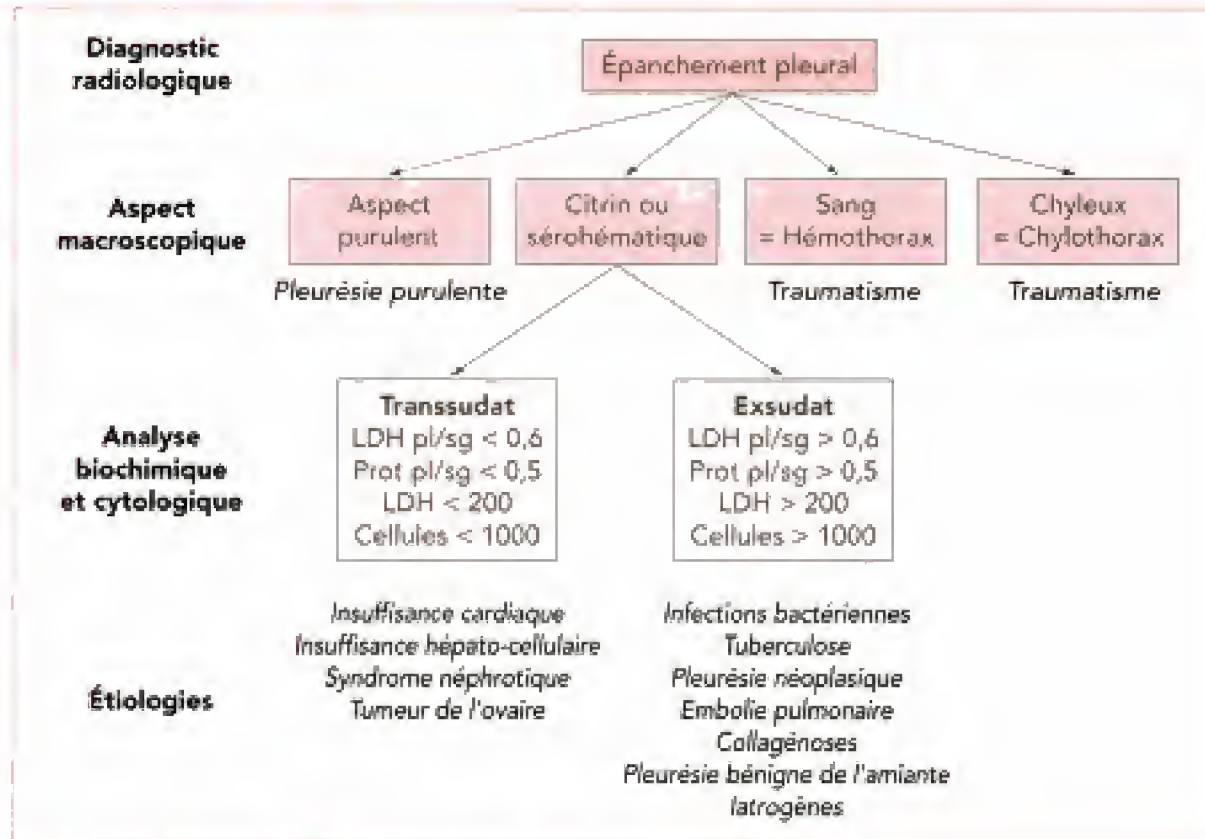 Diagnostic
radiologique
Épanchement pleural
Aspect
macroscopique
Aspect
purulent
Citrin ou
sérohématique
Sang
= Hémothorax
Chyleux
= Chylothorax
Pleurésie purulente
Traumatisme
Traumatisme
Analyse
biochimique
et cytologique
Transsudat
LDH pl/sg < 0,6
Prot pl/sg < 0,5
LDH < 200
Cellules < 1000
Exsudat
LDH pl/sg > 0,6
Prot pl/sg > 0,5
LDH > 200
Cellules > 1000
Étiologies
Insuffisance cardiaque
Insuffisance hépato-cellulaire
Syndrome néphrotique
Tumeur de l'ovaire
Infections bactériennes
Tuberculose
Pleurésie néoplasique
Embolie pulmonaire
Collagénoses
Pleurésie bénigne de l'amiante
Iatrogènes